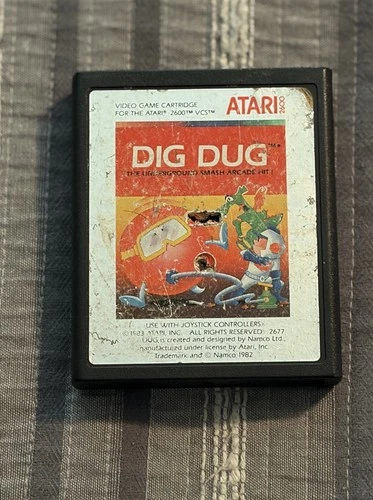 VIDEO GAME CARTRIDGE
FOR THE ATARI® 2600™ VCS™
ATARI® 2600
DIG DUG™*
THE UNDERGROUND SMASH ARCADE HIT!
USE WITH JOYSTICK CONTROLLERS
© 1983 ATARI, INC. ALL RIGHTS RESERVED 2677
DUG is created and designed by Namco Ltd.,
manufactured under license by Atari, Inc.
Trademark and © Namco 1982